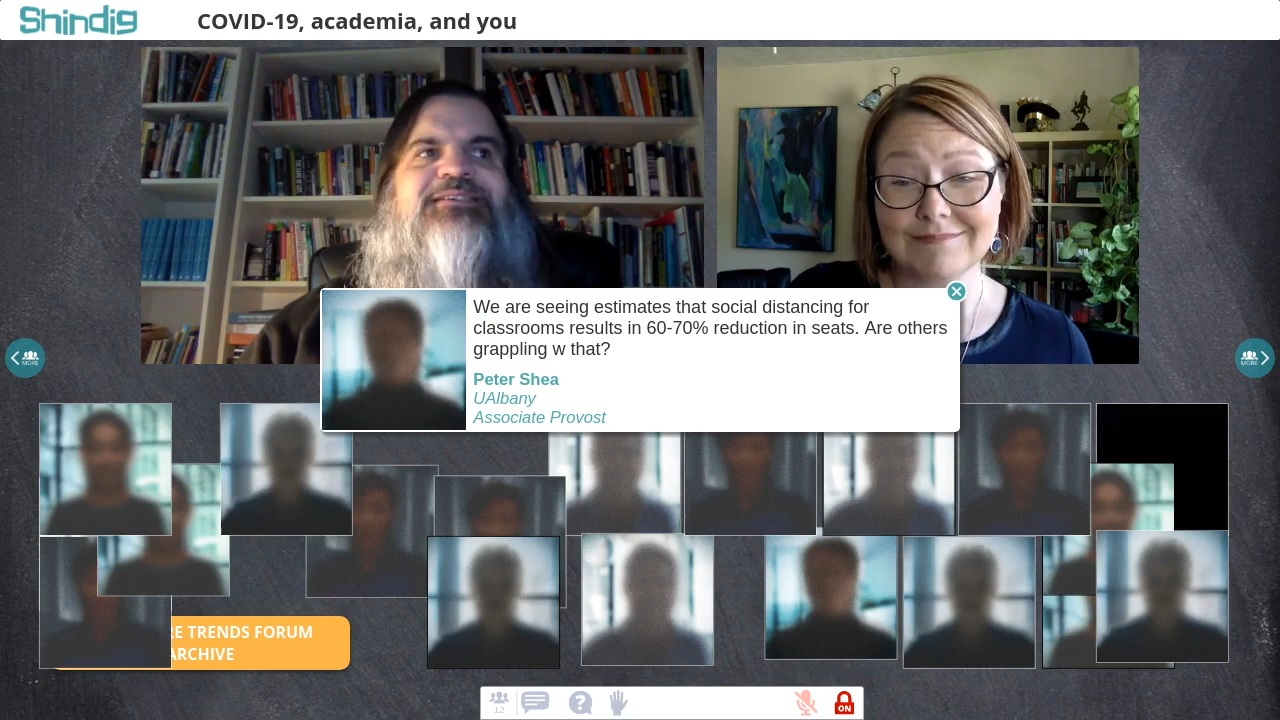 Shindig
COVID-19, academia, and you
We are seeing estimates that social distancing for
classrooms results in 60-70% reduction in seats. Are others
grappling w that?
Peter Shea
UAlbany
Associate Provost
MORE
MORE
RE TRENDS FORUM
ARCHIVE
12
ON